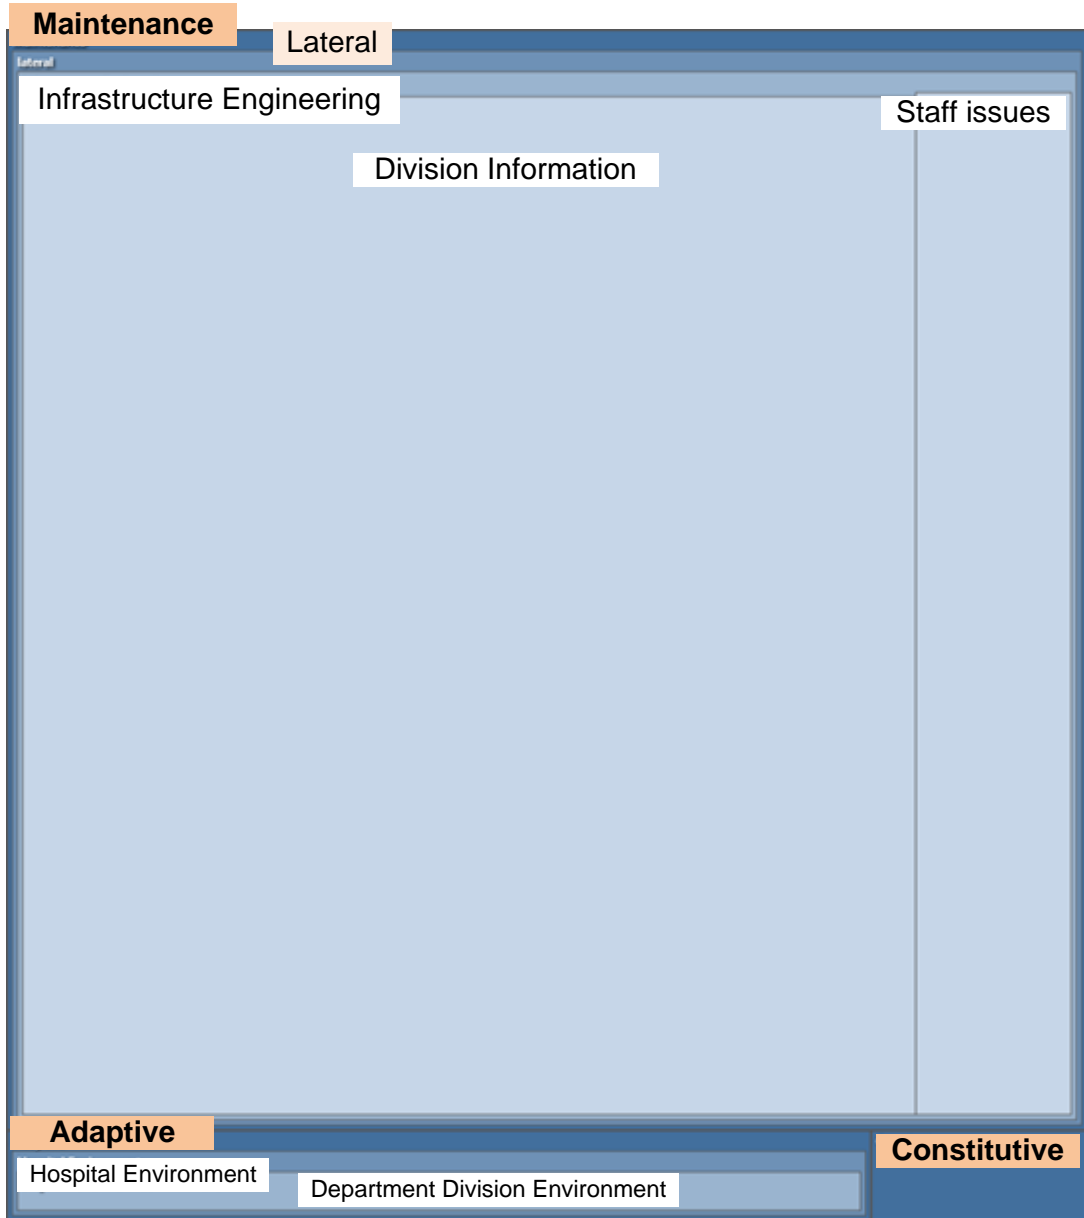 Maintenance
Lateral
lateral
Infrastructure Engineering
Staff issues
Division Information
Adaptive
Constitutive
Hospital Environment
Department Division Environment